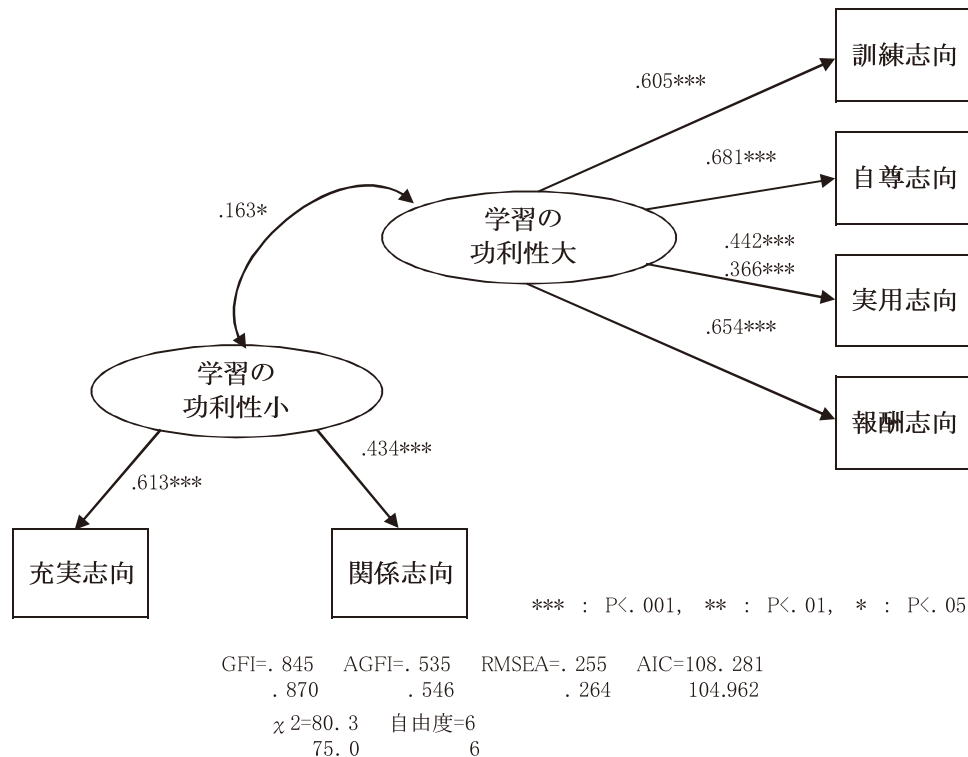 訓練志向
.605***
.681***
自尊志向
.163*
学習の
功利性大
.442***
.366***
実用志向
.654***
学習の
功利性小
報酬志向
.434***
.613***
充実志向
関係志向
*** : P<. 001, ** : P<. 01, * : P<. 05
GFI=. 845 AGFI=. 535 RMSEA=. 255 AIC=108. 281
. 870 . 546 . 264 104.962
χ 2=80. 3 自由度=6
75. 0 6